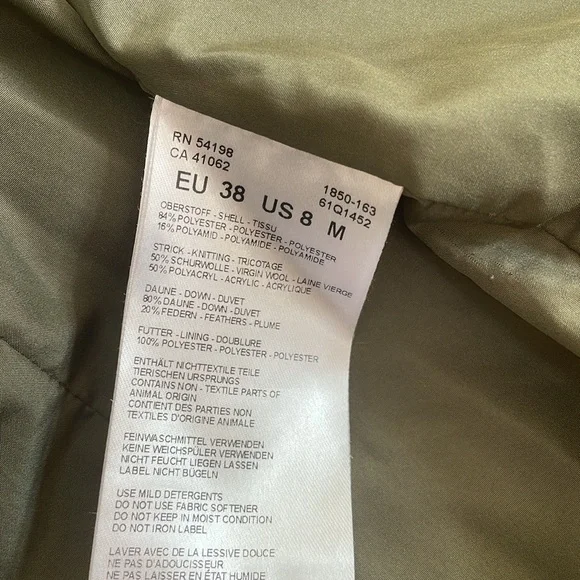 RN 54198
CA 41062
1850-163
61Q1452
EU 38 US 8 M
OBERSTOFF - SHELL - TISSU
84% POLYESTER - POLYESTER - POLYESTER
16% POLYAMID - POLYAMIDE - POLYAMIDE
STRICK - KNITTING - TRICOTAGE
50% SCHURWOLLE - VIRGIN WOOL - LAINE VIERGE
50% POLYACRYL - ACRYLIC - ACRYLIQUE
DAUNE - DOWN - DUVET
80% DAUNE - DOWN - DUVET
20% FEDERN - FEATHERS - PLUME
FUTTER - LINING - DOUBLURE
100% POLYESTER - POLYESTER - POLYESTER
ENTHÄLT NICHTTEXTILE TEILE
TIERISCHEN URSPRUNGS
CONTAINS NON - TEXTILE PARTS OF
ANIMAL ORIGIN
CONTIENT DES PARTIES NON
TEXTILES D'ORIGINE ANIMALE
FEINWASCHMITTEL VERWENDEN
KEINE WEICHSPÜLER VERWENDEN
NICHT FEUCHT LIEGEN LASSEN
LABEL NICHT BÜGELN
USE MILD DETERGENTS
DO NOT USE FABRIC SOFTENER
DO NOT KEEP IN MOIST CONDITION
DO NOT IRON LABEL
LAVER AVEC DE LA LESSIVE DOUCE
NE PAS D'ADOUCISSEUR
NE PAS LAISSER EN ÉTAT HUMIDE